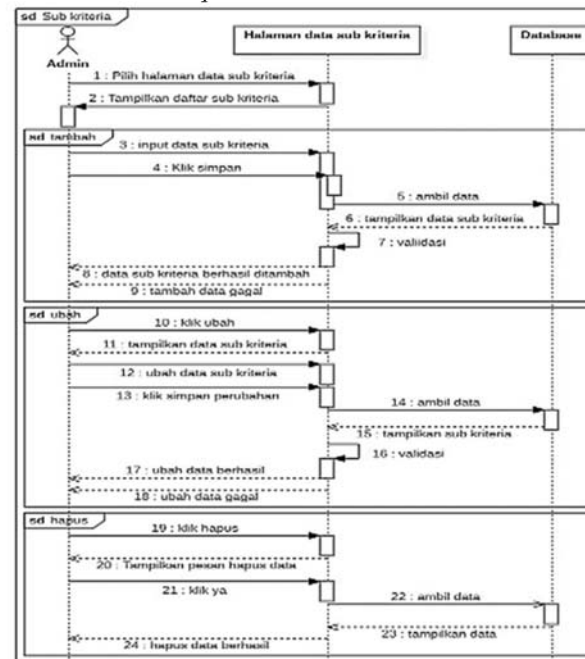 sd Sub kriteria
Admin
Halaman data sub kriteria
Database
1 : Pilih halaman data sub kriteria
2 : Tampilkan daftar sub kriteria
sd tambah
3 : input data sub kriteria
4 : Klik simpan
5 : ambil data
6 : tampilkan data sub kriteria
7 : validasi
8 : data sub kriteria berhasil ditambah
9 : tambah data gagal
sd ubah
10 : klik ubah
11 : tampilkan data sub kriteria
12 : ubah data sub kriteria
13 : klik simpan perubahan
14 : ambil data
15 : tampilkan sub kriteria
16 : validasi
17 : ubah data berhasil
18 : ubah data gagal
sd hapus
19 : klik hapus
20 : Tampilkan pesan hapus data
21 : klik ya
22 : ambil data
23 : tampilkan data
24 : hapus data berhasil